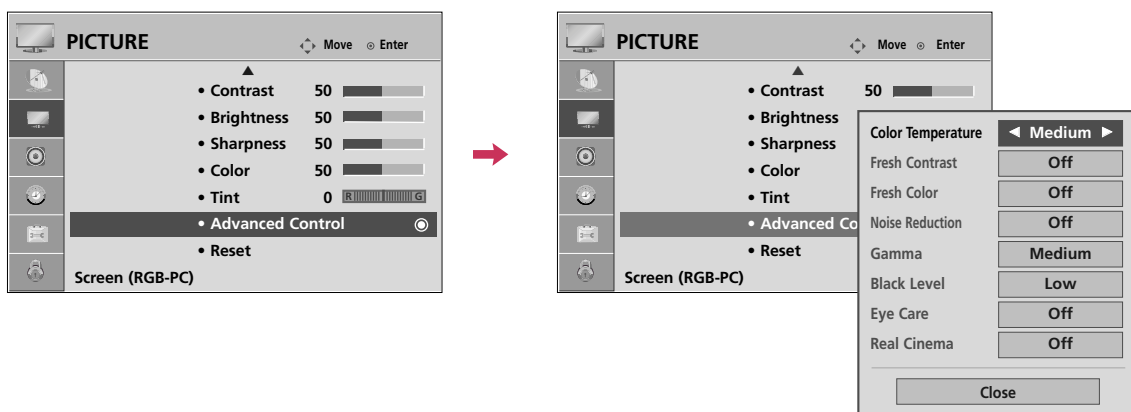 PICTURE Move Enter
• Contrast 50
• Brightness 50
• Sharpness 50
• Color 50
• Tint 0 R G
• Advanced Control
• Reset
Screen (RGB-PC)
PICTURE Move Enter
• Contrast 50
• Brightness
• Sharpness
• Color
• Tint
• Advanced Co
• Reset
Screen (RGB-PC)
Color Temperature ◀ Medium ▶
Fresh Contrast Off
Fresh Color Off
Noise Reduction Off
Gamma Medium
Black Level Low
Eye Care Off
Real Cinema Off
Close